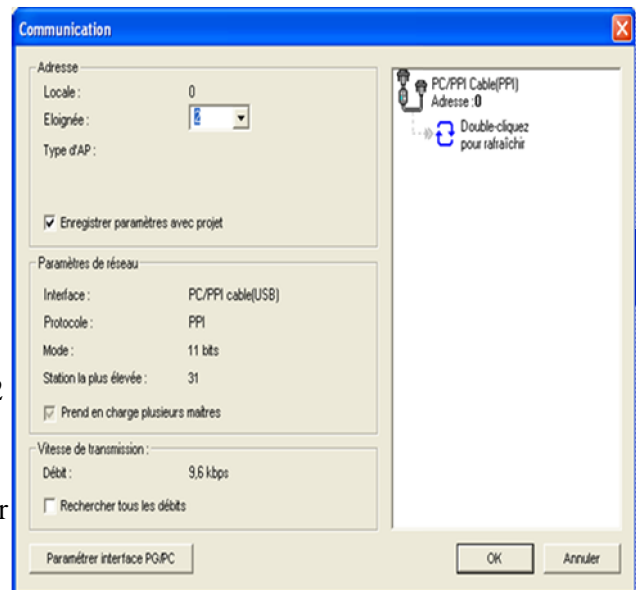 Communication
Adresse
Locale : 0
Eloignée : 2
Type d'AP :
Enregistrer paramètres avec projet
Paramètres de réseau
Interface : PC/PPI cable(USB)
Protocole : PPI
Mode : 11 bits
Station la plus élevée : 31
Prend en charge plusieurs maîtres
Vitesse de transmission :
Débit : 9,6 kbps
Rechercher tous les débits
Paramétrer interface PG/PC
PC/PPI Cable(PPI)
Adresse :0
Double-cliquez
pour rafraîchir
OK
Annuler
2
r